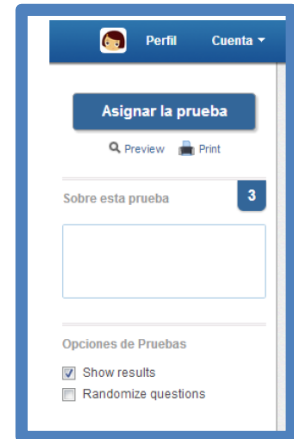 Perfil Cuenta
Asignar la prueba
Preview Print
Sobre esta prueba 3
Opciones de Pruebas
Show results
Randomize questions